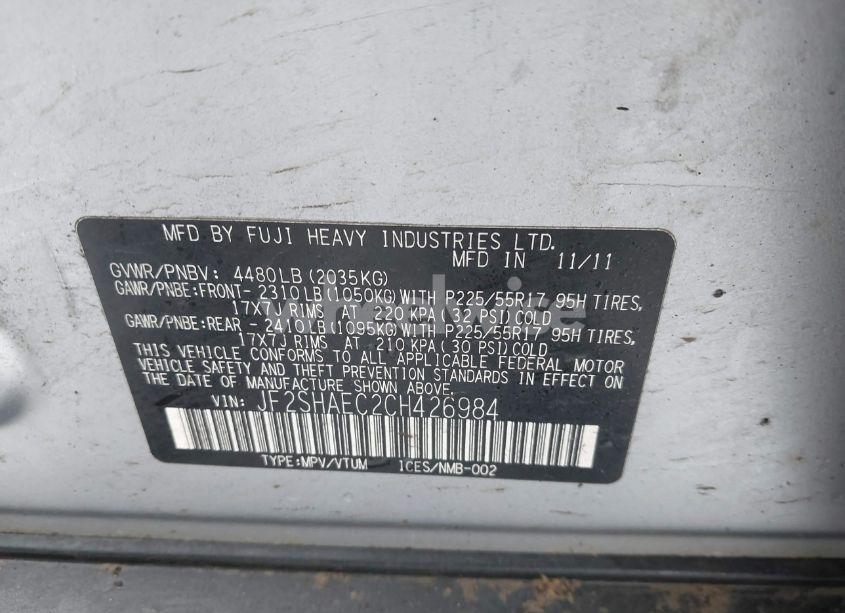 MFD BY FUJI HEAVY INDUSTRIES LTD.
MFD IN 11/11
GVWR/PNBV: 4480LB(2035KG)
GAWR/PNBE:FRONT- 2310LB(1050KG)WITH P225/55R17 95H TIRES,
17X7J RIMS AT 220 KPA(32 PSI)COLD
GAWR/PNBE:REAR - 2410LB(1095KG)WITH P225/55R17 95H TIRES,
17X7J RIMS AT 210 KPA(30 PSI)COLD
THIS VEHICLE CONFORMS TO ALL APPLICABLE FEDERAL MOTOR
VEHICLE SAFETY AND THEFT PREVENTION STANDARDS IN EFFECT ON
THE DATE OF MANUFACTURE SHOWN ABOVE.
VIN: JF2SHAEC2CH426984
TYPE:MPV/VTUM ICES/NMB-002